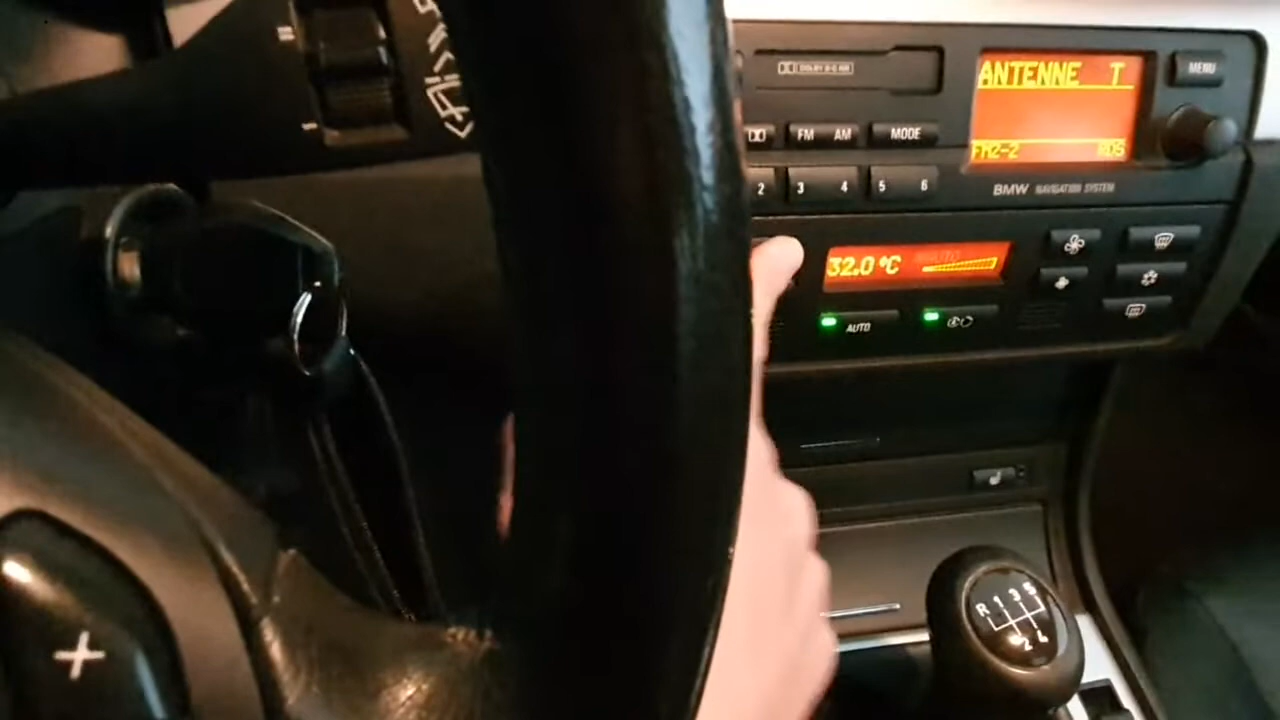 II
I
DOLBY B-C NR
ANTENNE T
MENU
FM AM MODE
FM2-2 RDS
2 3 4 5 6
BMW NAVIGATION SYSTEM
32.0 °C AUTO
AUTO
R 1 3 5
2 4
+